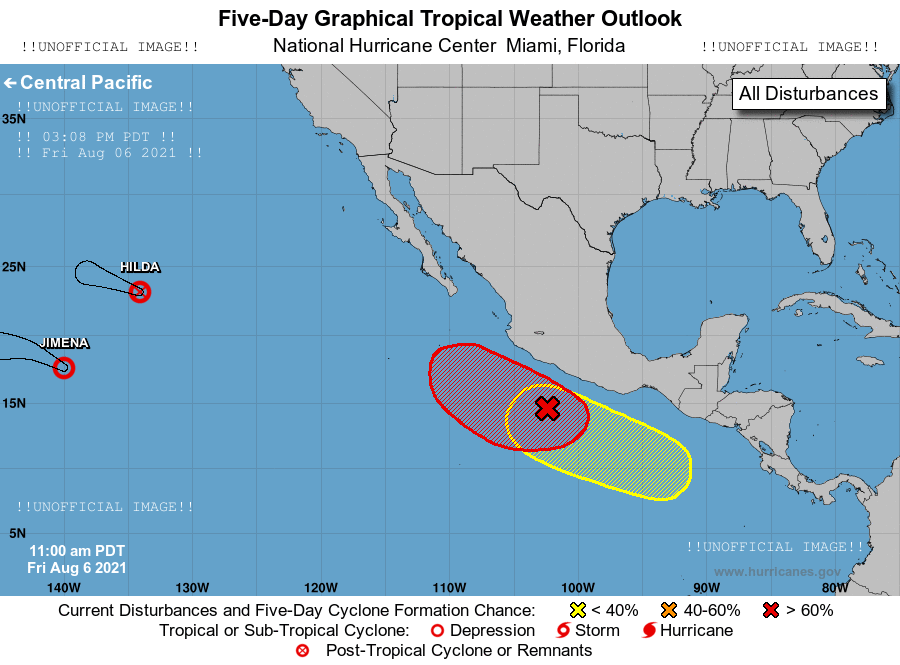 Five-Day Graphical Tropical Weather Outlook
!!UNOFFICIAL IMAGE!! National Hurricane Center Miami, Florida !!UNOFFICIAL IMAGE!!
← Central Pacific
All Disturbances
!!UNOFFICIAL IMAGE!!
35N
!! 03:08 PM PDT !!
!! Fri Aug 06 2021 !!
25N
HILDA
JIMENA
15N
!!UNOFFICIAL IMAGE!!
5N
11:00 am PDT
Fri Aug 6 2021
!!UNOFFICIAL IMAGE!!
www.hurricanes.gov
140W 130W 120W 110W 100W 90W 80W
Current Disturbances and Five-Day Cyclone Formation Chance: < 40% 40-60% > 60%
Tropical or Sub-Tropical Cyclone: Depression Storm Hurricane
Post-Tropical Cyclone or Remnants